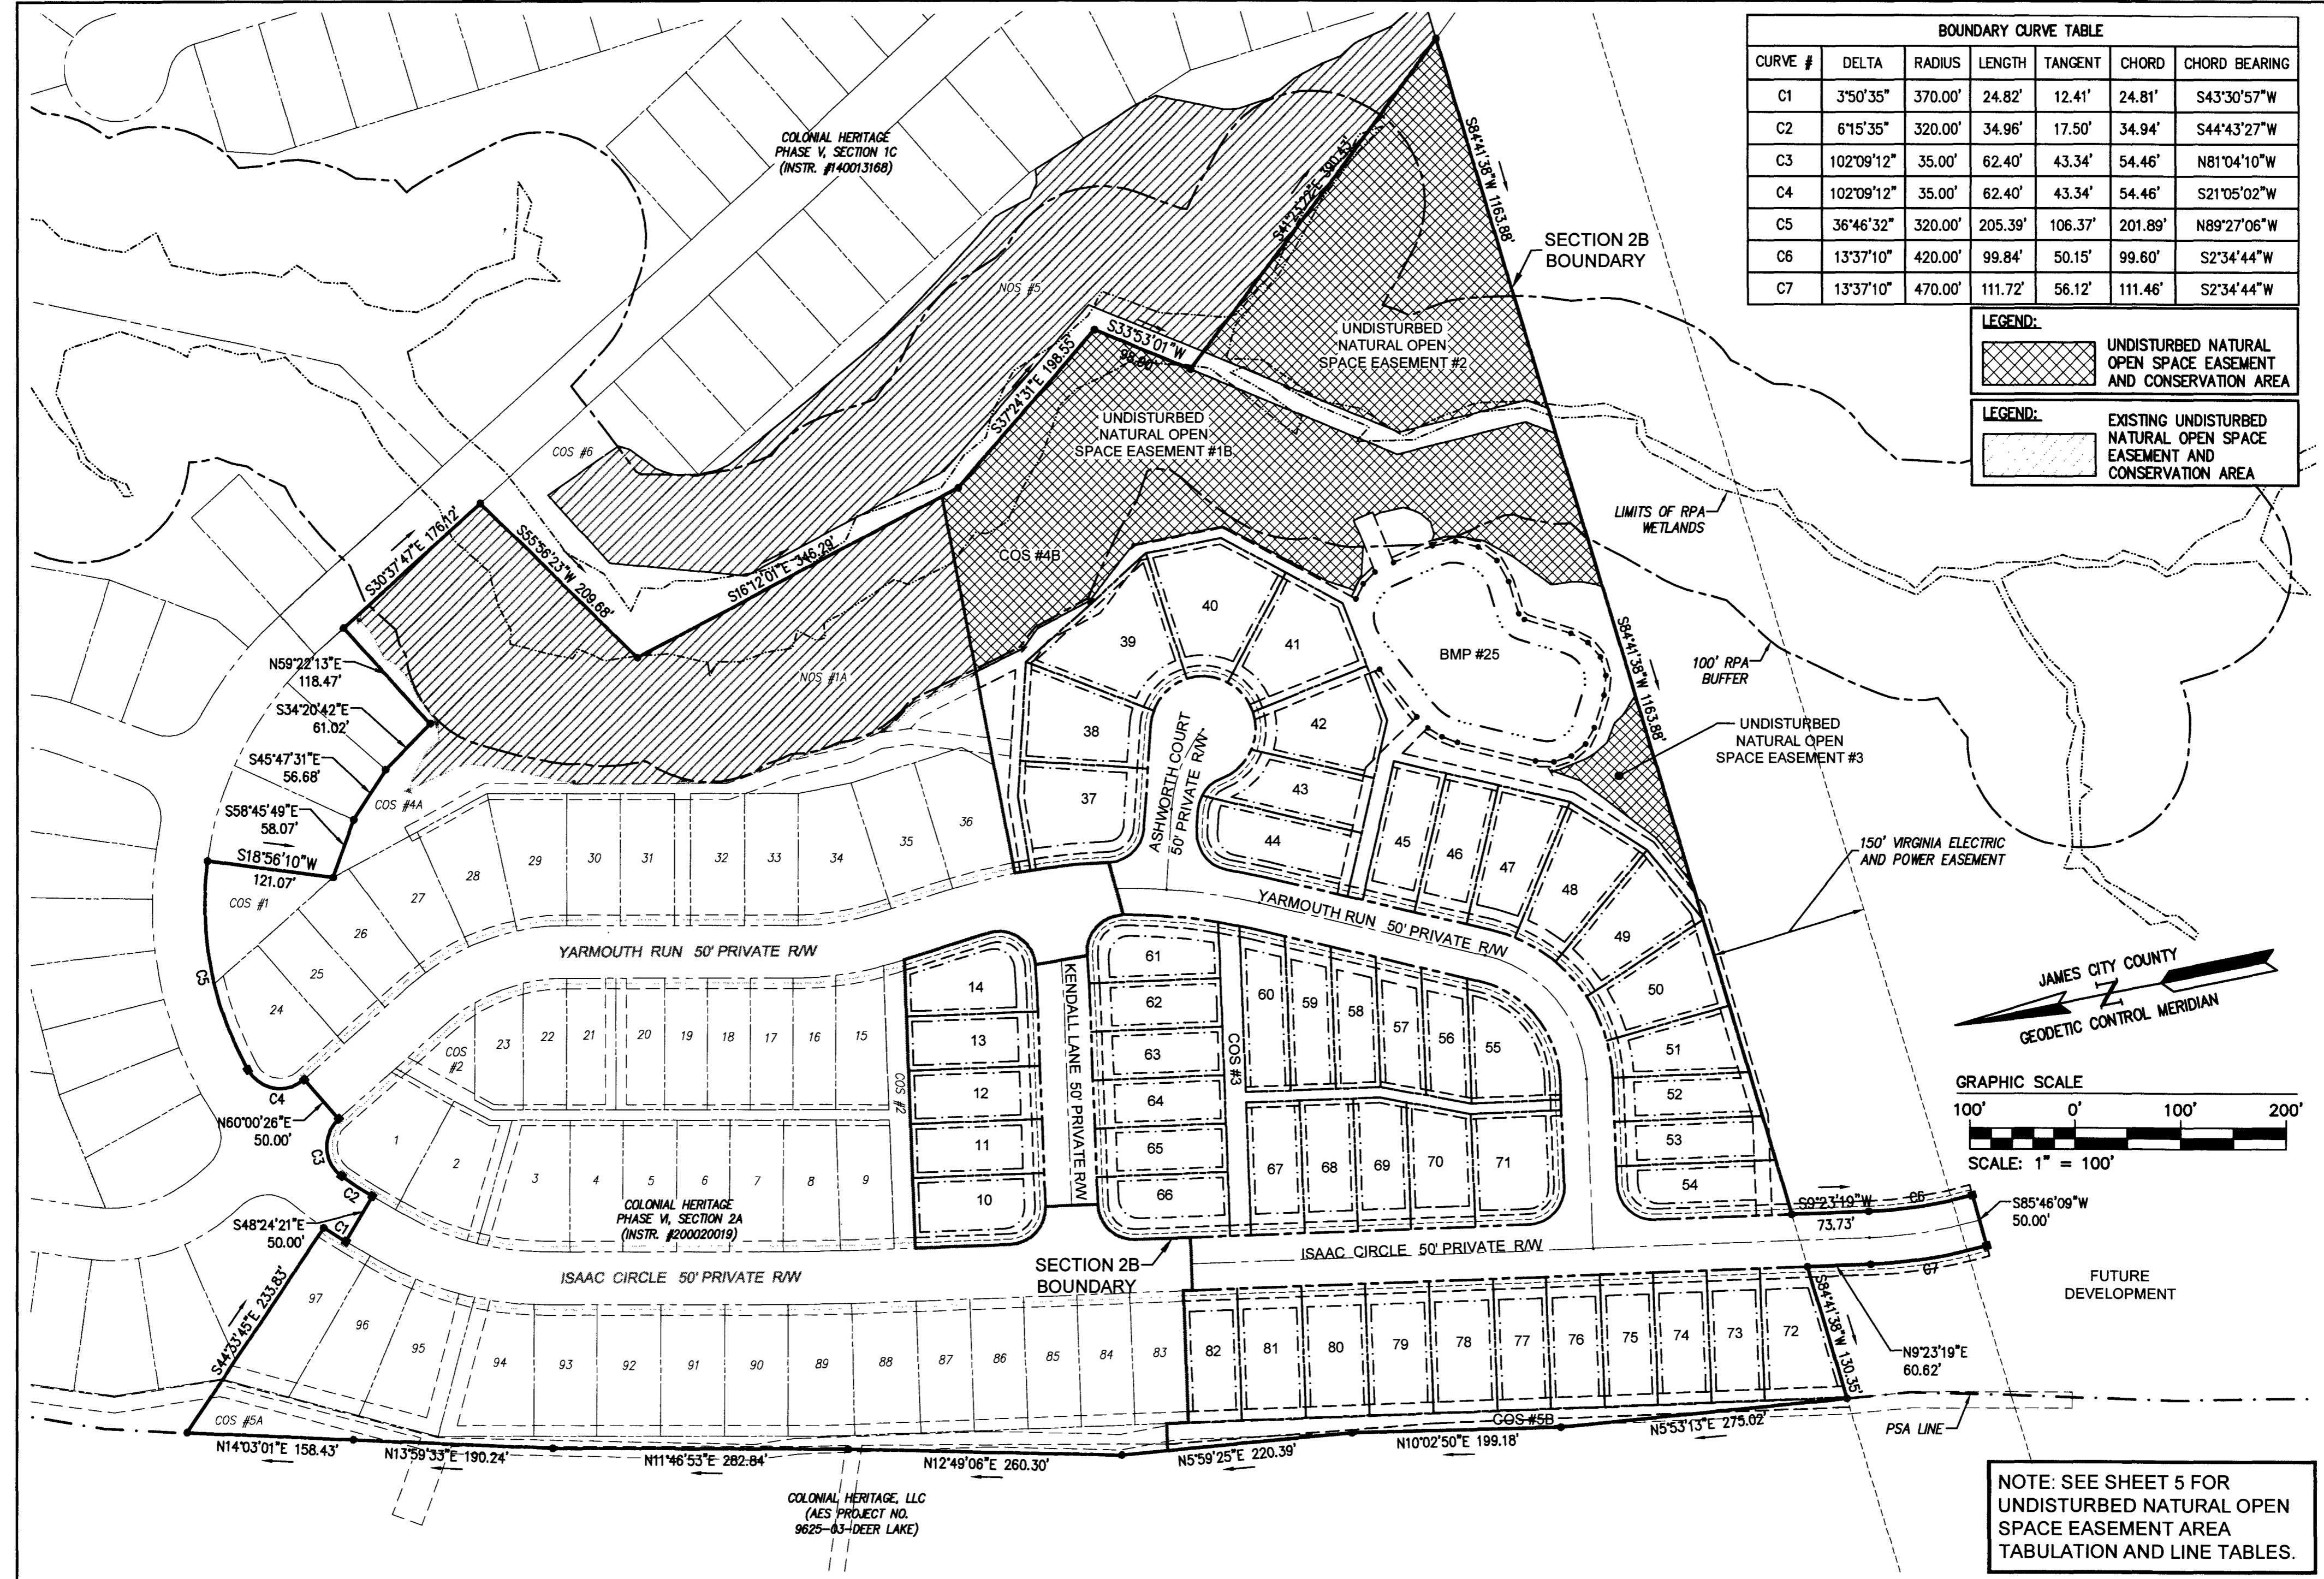 BOUNDARY CURVE TABLE
CURVE # DELTA RADIUS LENGTH TANGENT CHORD CHORD BEARING
C1 3°50'35" 370.00' 24.82' 12.41' 24.81' S43°30'57"W
C2 6°15'35" 320.00' 34.96' 17.50' 34.94' S44°43'27"W
C3 102°09'12" 35.00' 62.40' 43.34' 54.46' N81°04'10"W
C4 102°09'12" 35.00' 62.40' 43.34' 54.46' S21°05'02"W
C5 36°46'32" 320.00' 205.39' 106.37' 201.89' N89°27'06"W
C6 13°37'10" 420.00' 99.84' 50.15' 99.60' S2°34'44"W
C7 13°37'10" 470.00' 111.72' 56.12' 111.46' S2°34'44"W
LEGEND:
UNDISTURBED NATURAL
OPEN SPACE EASEMENT
AND CONSERVATION AREA
LEGEND:
EXISTING UNDISTURBED
NATURAL OPEN SPACE
EASEMENT AND
CONSERVATION AREA
COLONIAL HERITAGE
PHASE V, SECTION 1C
(INSTR. #140013168)
NOS #5
COS #6
S41°23'22"E 390.43'
S84°41'38"W 1163.88'
SECTION 2B
BOUNDARY
UNDISTURBED
NATURAL OPEN
SPACE EASEMENT #2
S33°53'01"W
98.90'
S37°24'31"E 198.55'
UNDISTURBED
NATURAL OPEN
SPACE EASEMENT #1B
COS #4B
S30°37'47"E 176.12'
S55°56'23"W 209.68'
S16°12'01"E 346.29'
NOS #1A
LIMITS OF RPA
WETLANDS
100' RPA
BUFFER
S84°41'38"W 1163.88'
BMP #25
UNDISTURBED
NATURAL OPEN
SPACE EASEMENT #3
150' VIRGINIA ELECTRIC
AND POWER EASEMENT
N59°22'13"E
118.47'
S34°20'42"E
61.02'
S45°47'31"E
56.68'
S58°45'49"E
58.07'
S18°56'10"W
121.07'
COS #4A
COS #1
C5
C4
N60°00'26"E
50.00'
C3
C2
C1
S48°24'21"E
50.00'
S44°33'45"E 233.83'
24
25
26
27
28
29
30
31
32
33
34
35
36
37
38
39
40
41
42
43
44
45
46
47
48
49
50
51
52
53
54
ASHWORTH COURT
50' PRIVATE R/W
YARMOUTH RUN 50' PRIVATE R/W
YARMOUTH RUN 50' PRIVATE R/W
KENDALL LANE 50' PRIVATE R/W
COS
#2
23
22
21
20
19
18
17
16
15
COS #2
14
13
12
11
10
61
62
63
64
65
66
COS #3
60
59
58
57
56
55
67
68
69
70
71
1
2
3
4
5
6
7
8
9
COLONIAL HERITAGE
PHASE VI, SECTION 2A
(INSTR. #200020019)
ISAAC CIRCLE 50' PRIVATE R/W
SECTION 2B
BOUNDARY
ISAAC CIRCLE 50' PRIVATE R/W
S9°23'19"W
73.73'
C6
S85°46'09"W
50.00'
C7
FUTURE
DEVELOPMENT
N9°23'19"E
60.62'
S84°41'38"W 130.35'
97
96
95
94
93
92
91
90
89
88
87
86
85
84
83
82
81
80
79
78
77
76
75
74
73
72
COS #5A
COS #5B
N14°03'01"E 158.43'
N13°59'33"E 190.24'
N11°46'53"E 282.84'
N12°49'06"E 260.30'
N5°59'25"E 220.39'
N10°02'50"E 199.18'
N5°53'13"E 275.02'
PSA LINE
COLONIAL HERITAGE, LLC
(AES PROJECT NO.
9625-03-DEER LAKE)
JAMES CITY COUNTY
N
GEODETIC CONTROL MERIDIAN
GRAPHIC SCALE
100' 0' 100' 200'
SCALE: 1" = 100'
NOTE: SEE SHEET 5 FOR
UNDISTURBED NATURAL OPEN
SPACE EASEMENT AREA
TABULATION AND LINE TABLES.